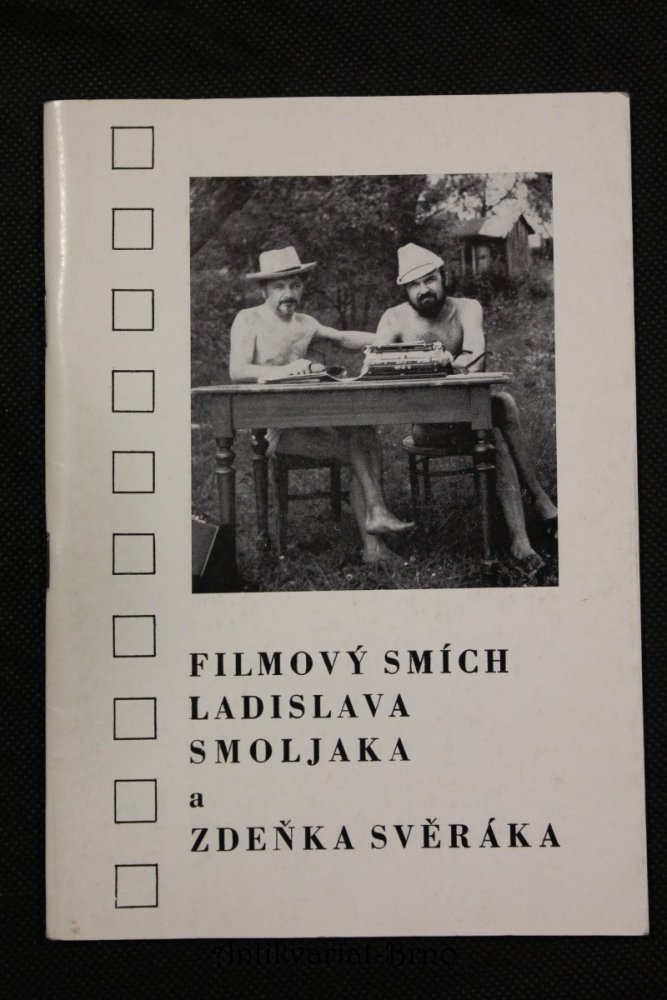 FILMOVÝ SMÍCH
LADISLAVA
SMOLJAKA
a
ZDEŇKA SVĚRÁKA
Antikvariat-Brno